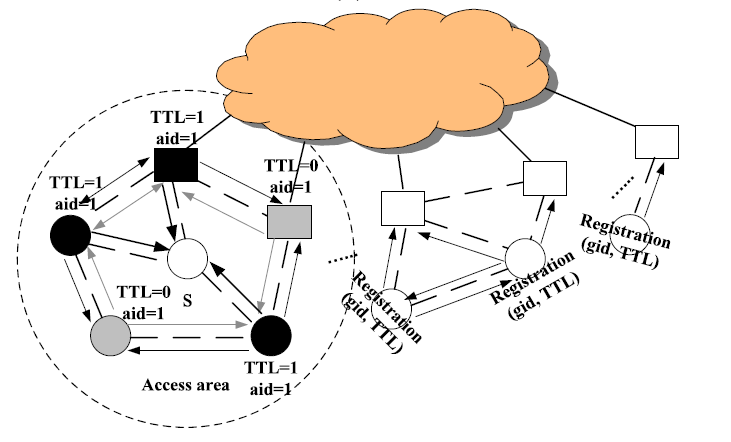 TTL=1
aid=1
TTL=0
aid=1
TTL=1
aid=1
TTL=0
aid=1
S
TTL=1
aid=1
Access area
Registration
(gid, TTL)
Registration
(gid, TTL)
Registration
(gid, TTL)